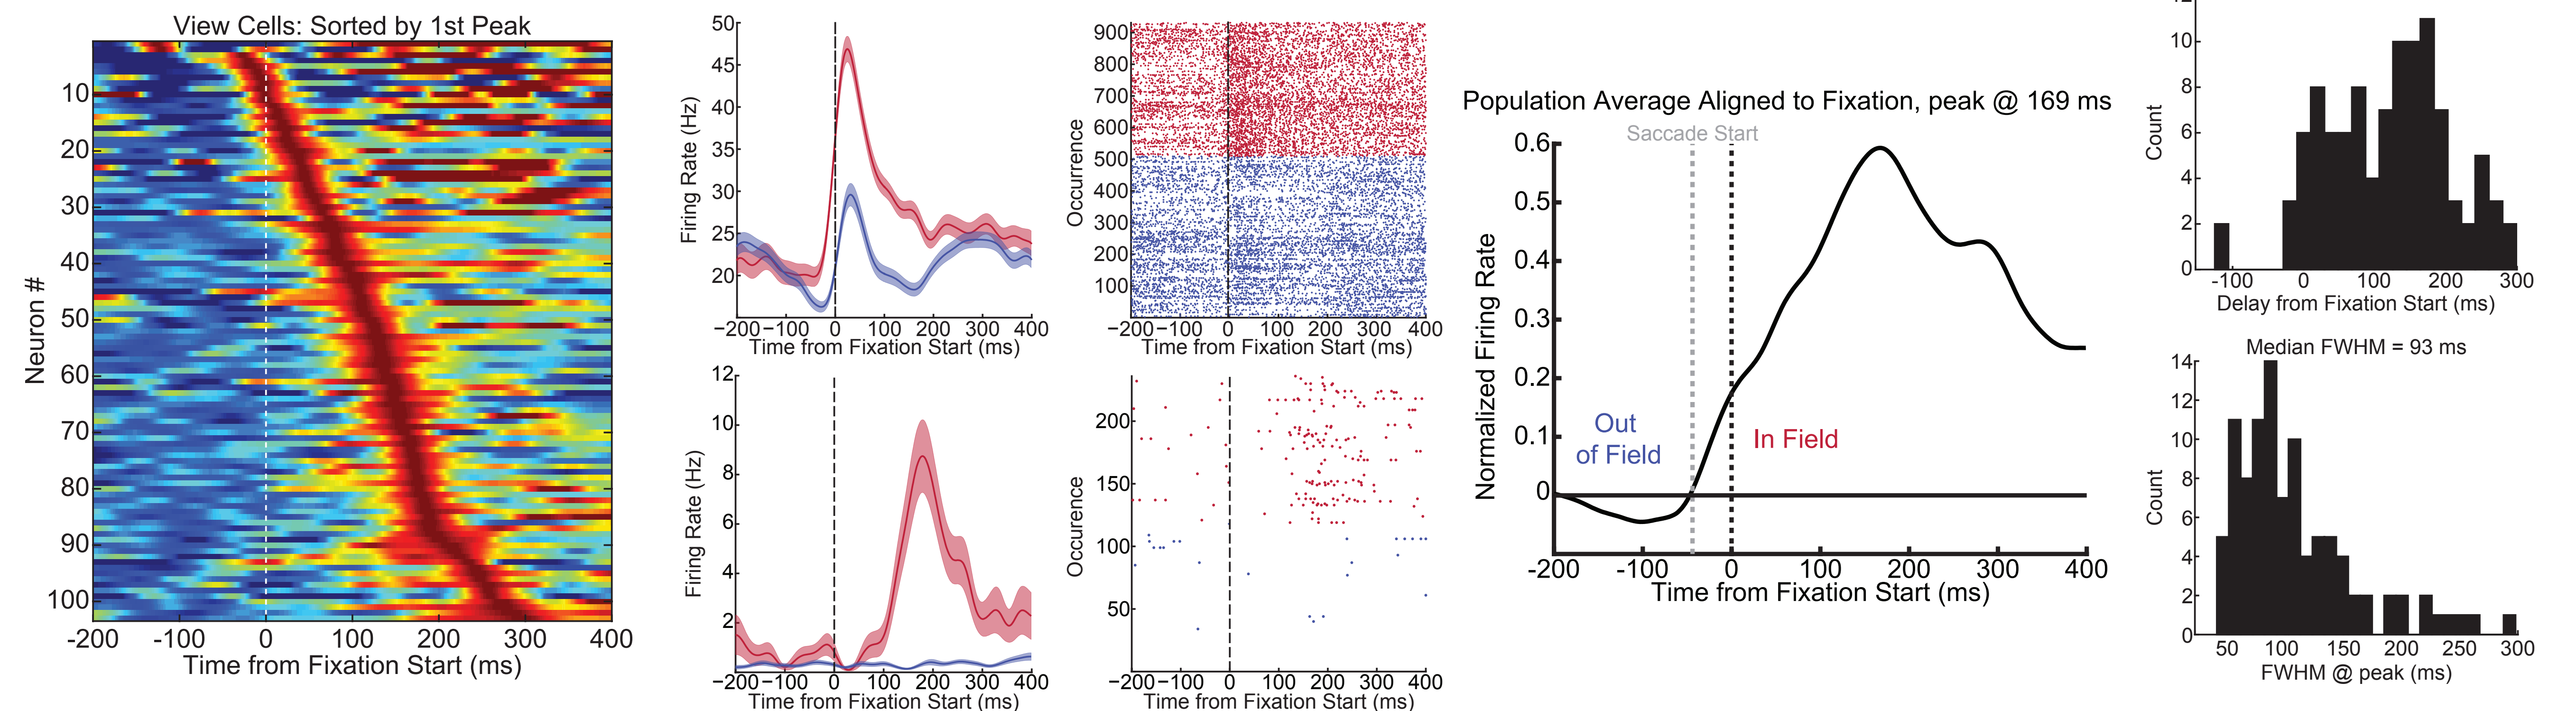 View Cells: Sorted by 1st Peak
Neuron #
10
20
30
40
50
60
70
80
90
100
-200 -100 0 100 200 300 400
Time from Fixation Start (ms)
Firing Rate (Hz)
50
45
40
35
30
25
20
−200 −100 0 100 200 300 400
Time from Fixation Start (ms)
Occurrence
900
800
700
600
500
400
300
200
100
−200 −100 0 100 200 300 400
Time from Fixation Start (ms)
Firing Rate (Hz)
12
10
8
6
4
2
−200 −100 0 100 200 300 400
Time from Fixation Start (ms)
Occurence
200
150
100
50
−200 −100 0 100 200 300 400
Time from Fixation Start (ms)
Population Average Aligned to Fixation, peak @ 169 ms
Saccade Start
Normalized Firing Rate
0.6
0.5
0.4
0.3
0.2
0.1
0
Out
of Field
In Field
-200 -100 0 100 200 300 400
Time from Fixation Start (ms)
Count
12
10
8
6
4
2
0
-100 0 100 200 300
Delay from Fixation Start (ms)
Median FWHM = 93 ms
Count
14
12
10
8
6
4
2
0
50 100 150 200 250 300
FWHM @ peak (ms)